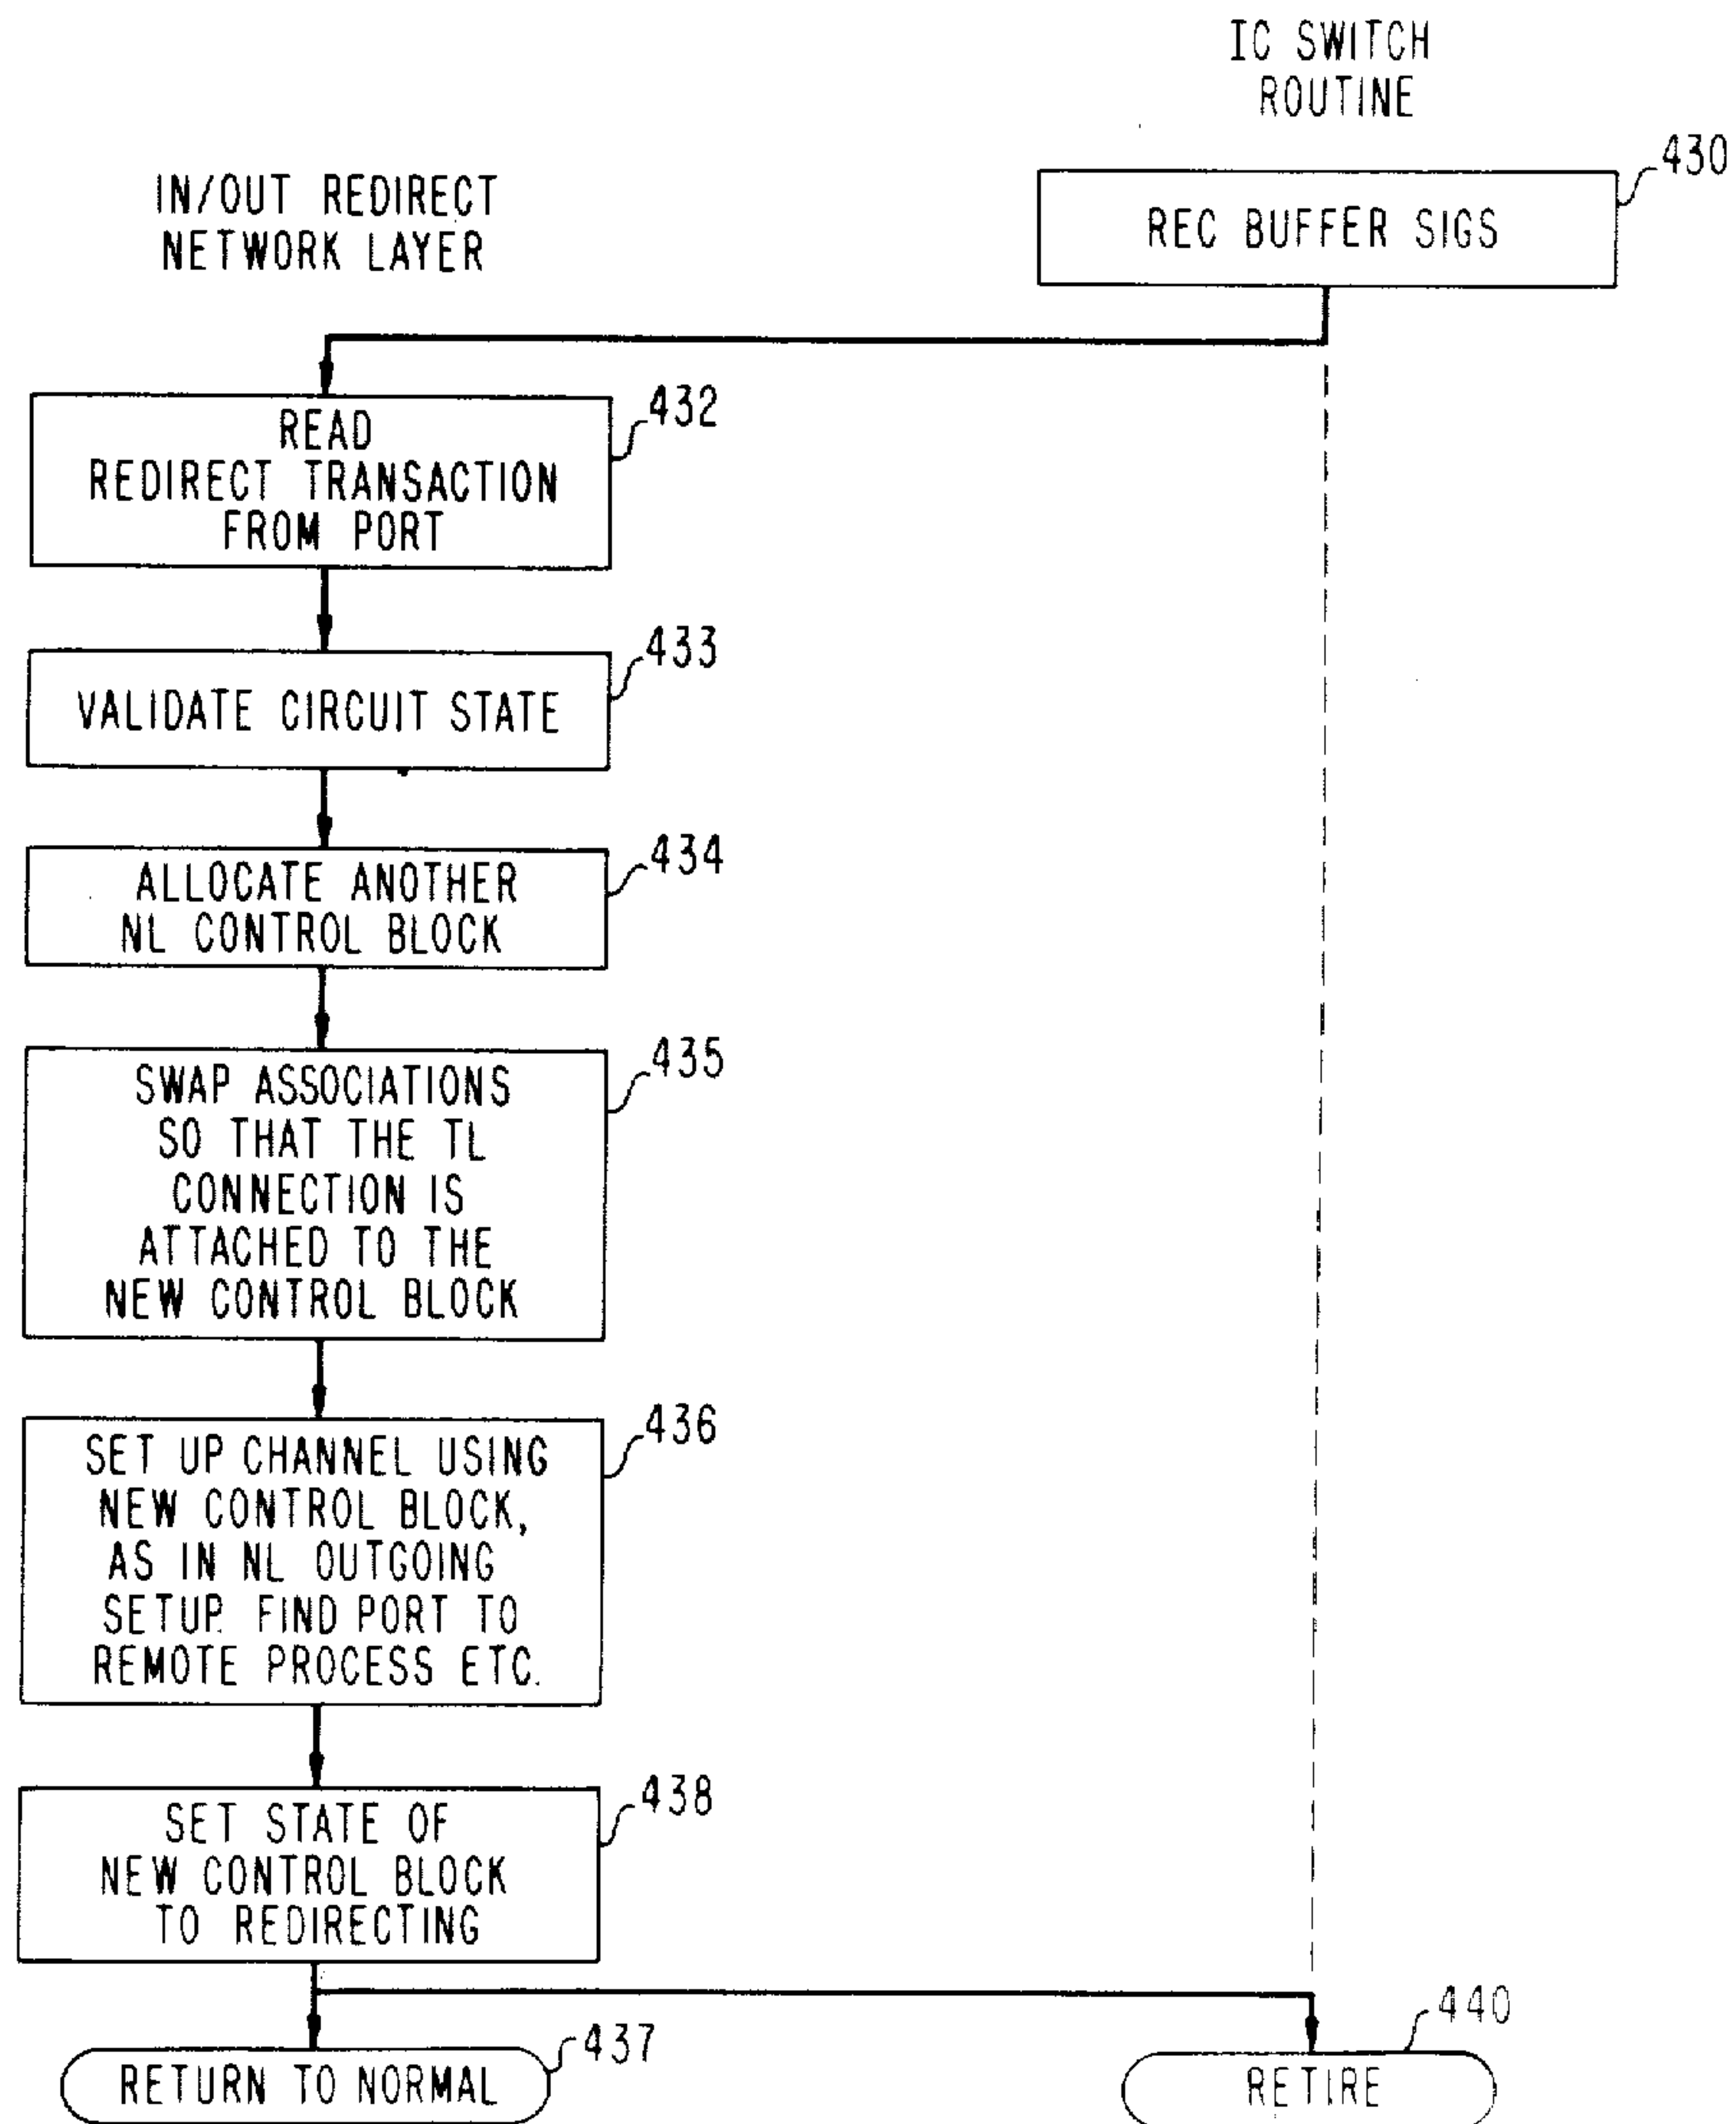 IC SWITCH
ROUTINE
430
REC BUFFER SIGS
IN/OUT REDIRECT
NETWORK LAYER
432
READ
REDIRECT TRANSACTION
FROM PORT
433
VALIDATE CIRCUIT STATE
434
ALLOCATE ANOTHER
NL CONTROL BLOCK
435
SWAP ASSOCIATIONS
SO THAT THE TL
CONNECTION IS
ATTACHED TO THE
NEW CONTROL BLOCK
436
SET UP CHANNEL USING
NEW CONTROL BLOCK,
AS IN NL OUTGOING
SETUP. FIND PORT TO
REMOTE PROCESS ETC.
438
SET STATE OF
NEW CONTROL BLOCK
TO REDIRECTING
437
RETURN TO NORMAL
440
RETIRE